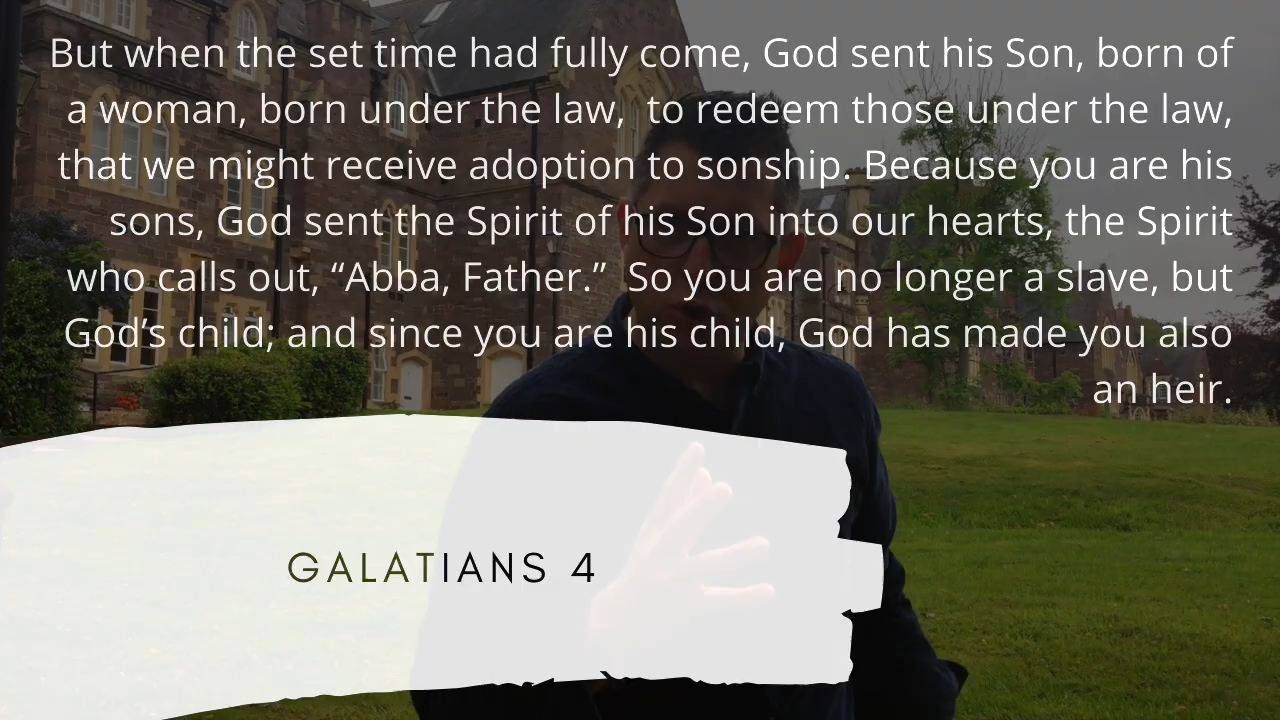 But when the set time had fully come, God sent his Son, born of
a woman, born under the law,  to redeem those under the law,
that we might receive adoption to sonship. Because you are his
sons, God sent the Spirit of his Son into our hearts, the Spirit
who calls out, “Abba, Father.”  So you are no longer a slave, but
God’s child; and since you are his child, God has made you also
an heir.
GALATIANS 4